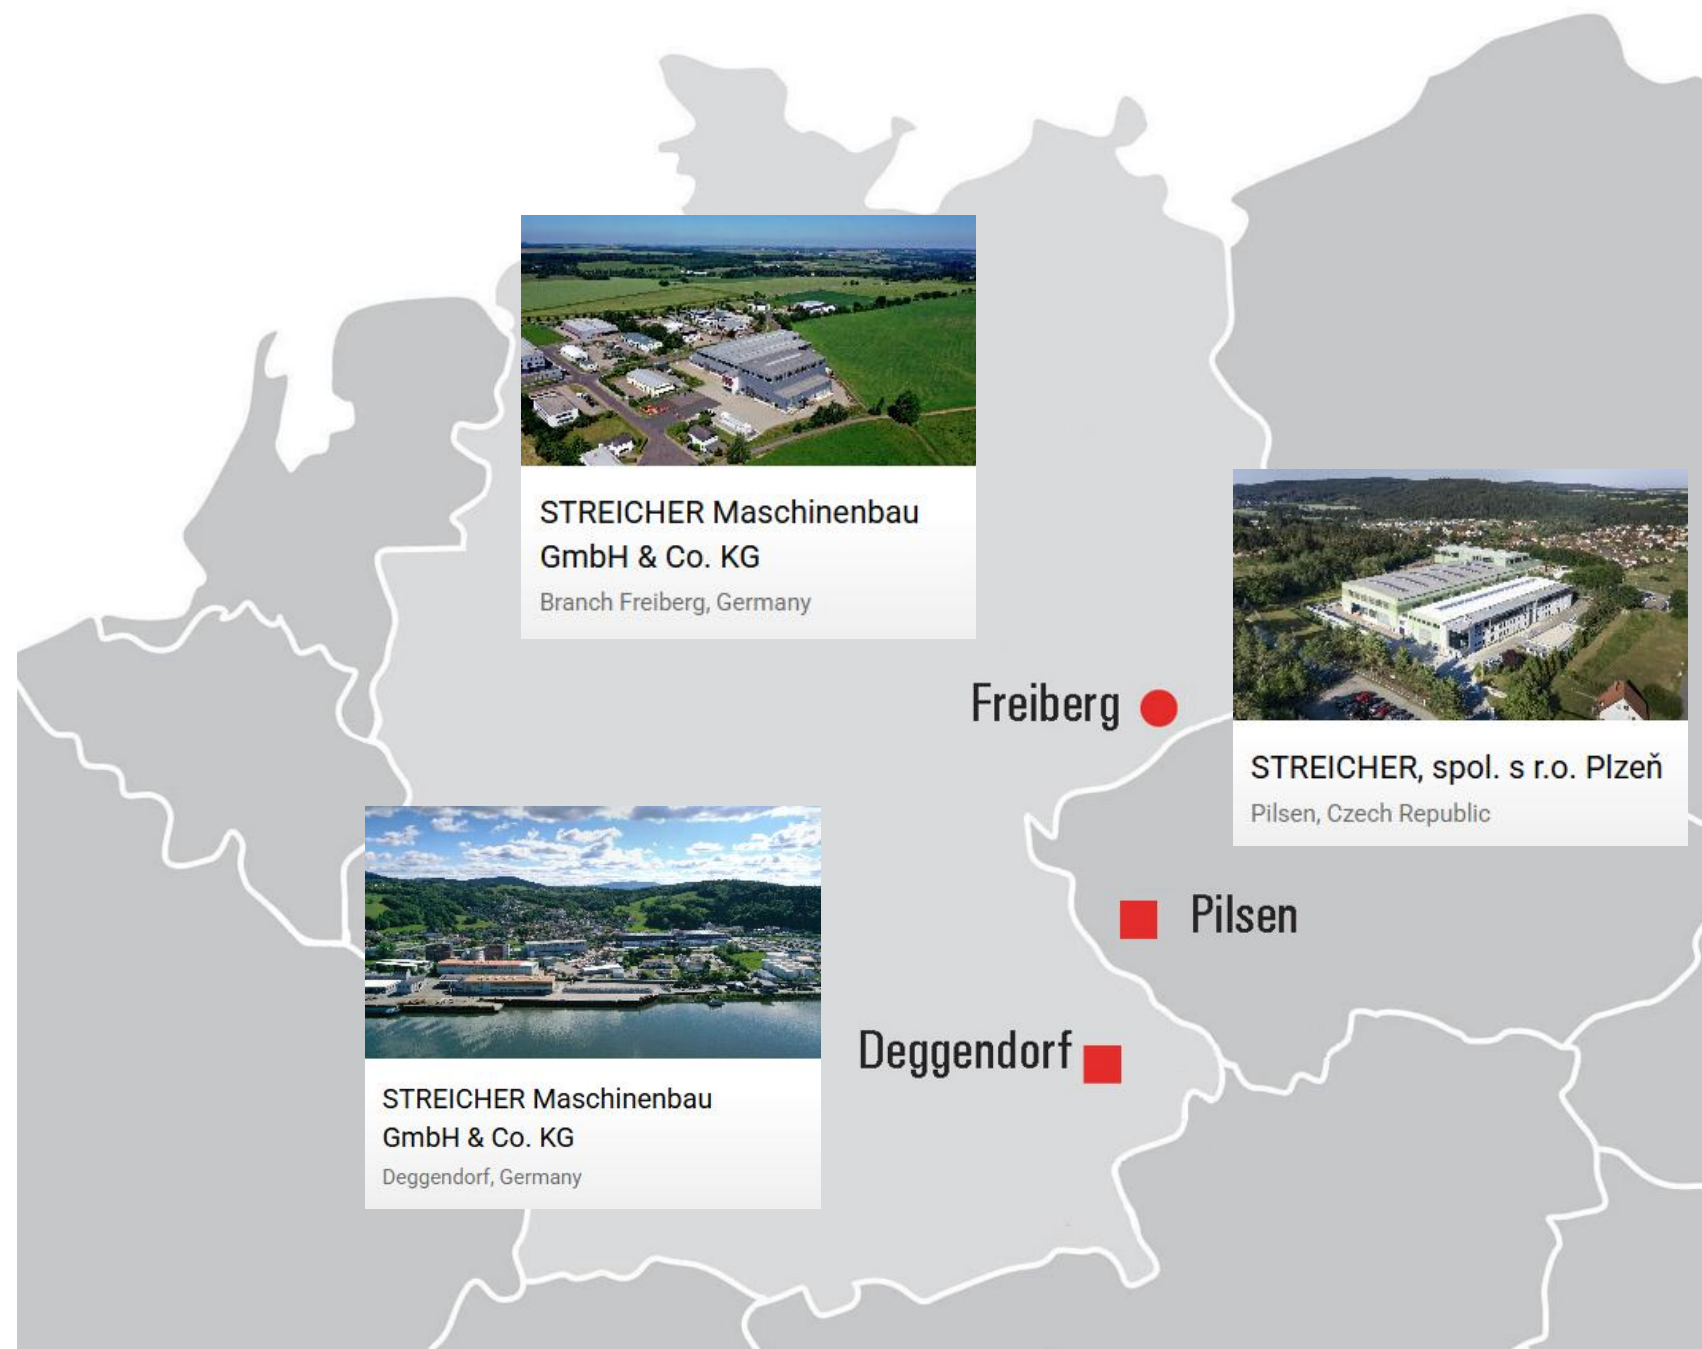 STREICHER Maschinenbau
GmbH & Co. KG
Branch Freiberg, Germany
Freiberg
STREICHER, spol. s r.o. Plzeň
Pilsen, Czech Republic
Pilsen
Deggendorf
STREICHER Maschinenbau
GmbH & Co. KG
Deggendorf, Germany